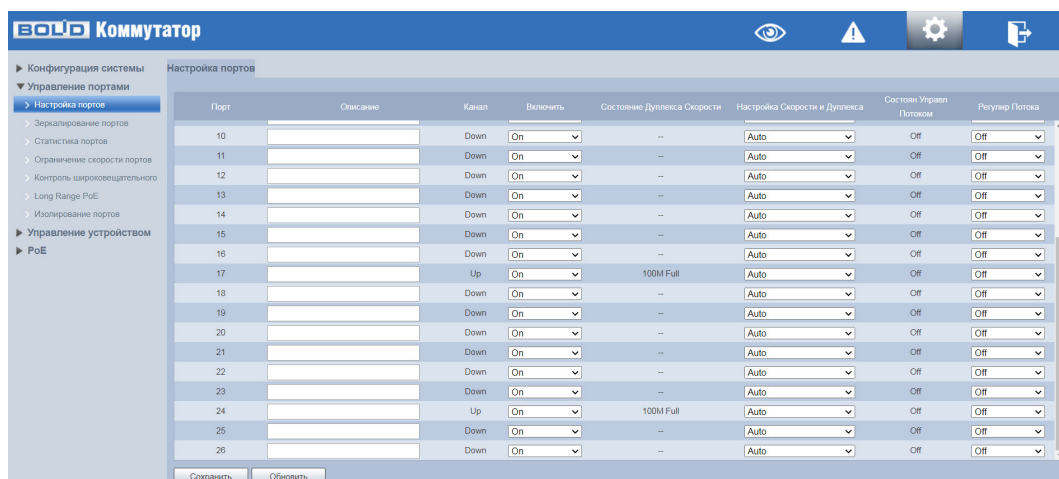 BOLID Коммутатор
Конфигурация системы
Управление портами
Настройка портов
Зеркалирование портов
Статистика портов
Ограничение скорости портов
Контроль широковещательного
Long Range PoE
Изолирование портов
Управление устройством
PoE
Настройка портов
Порт Описание Канал Включить Состояние Дуплекса Скорости Настройка Скорости и Дуплекса Состоян Управл Потоком Регулир Потока
10 Down On -- Auto Off Off
11 Down On -- Auto Off Off
12 Down On -- Auto Off Off
13 Down On -- Auto Off Off
14 Down On -- Auto Off Off
15 Down On -- Auto Off Off
16 Down On -- Auto Off Off
17 Up On 100M Full Auto Off Off
18 Down On -- Auto Off Off
19 Down On -- Auto Off Off
20 Down On -- Auto Off Off
21 Down On -- Auto Off Off
22 Down On -- Auto Off Off
23 Down On -- Auto Off Off
24 Up On 100M Full Auto Off Off
25 Down On -- Auto Off Off
26 Down On -- Auto Off Off
Сохранить Обновить